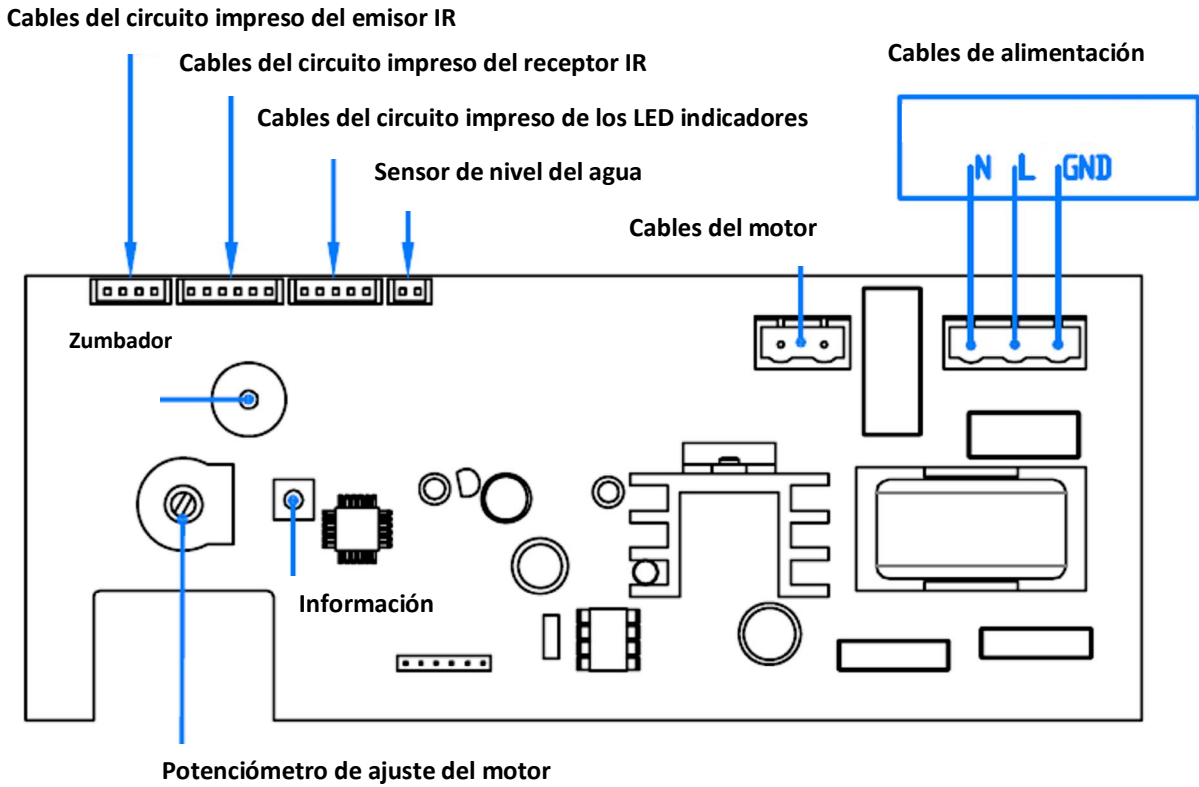 Cables del circuito impreso del emisor IR
Cables del circuito impreso del receptor IR
Cables de alimentación
Cables del circuito impreso de los LED indicadores
Sensor de nivel del agua
N L GND
Cables del motor
Zumbador
Información
Potenciómetro de ajuste del motor